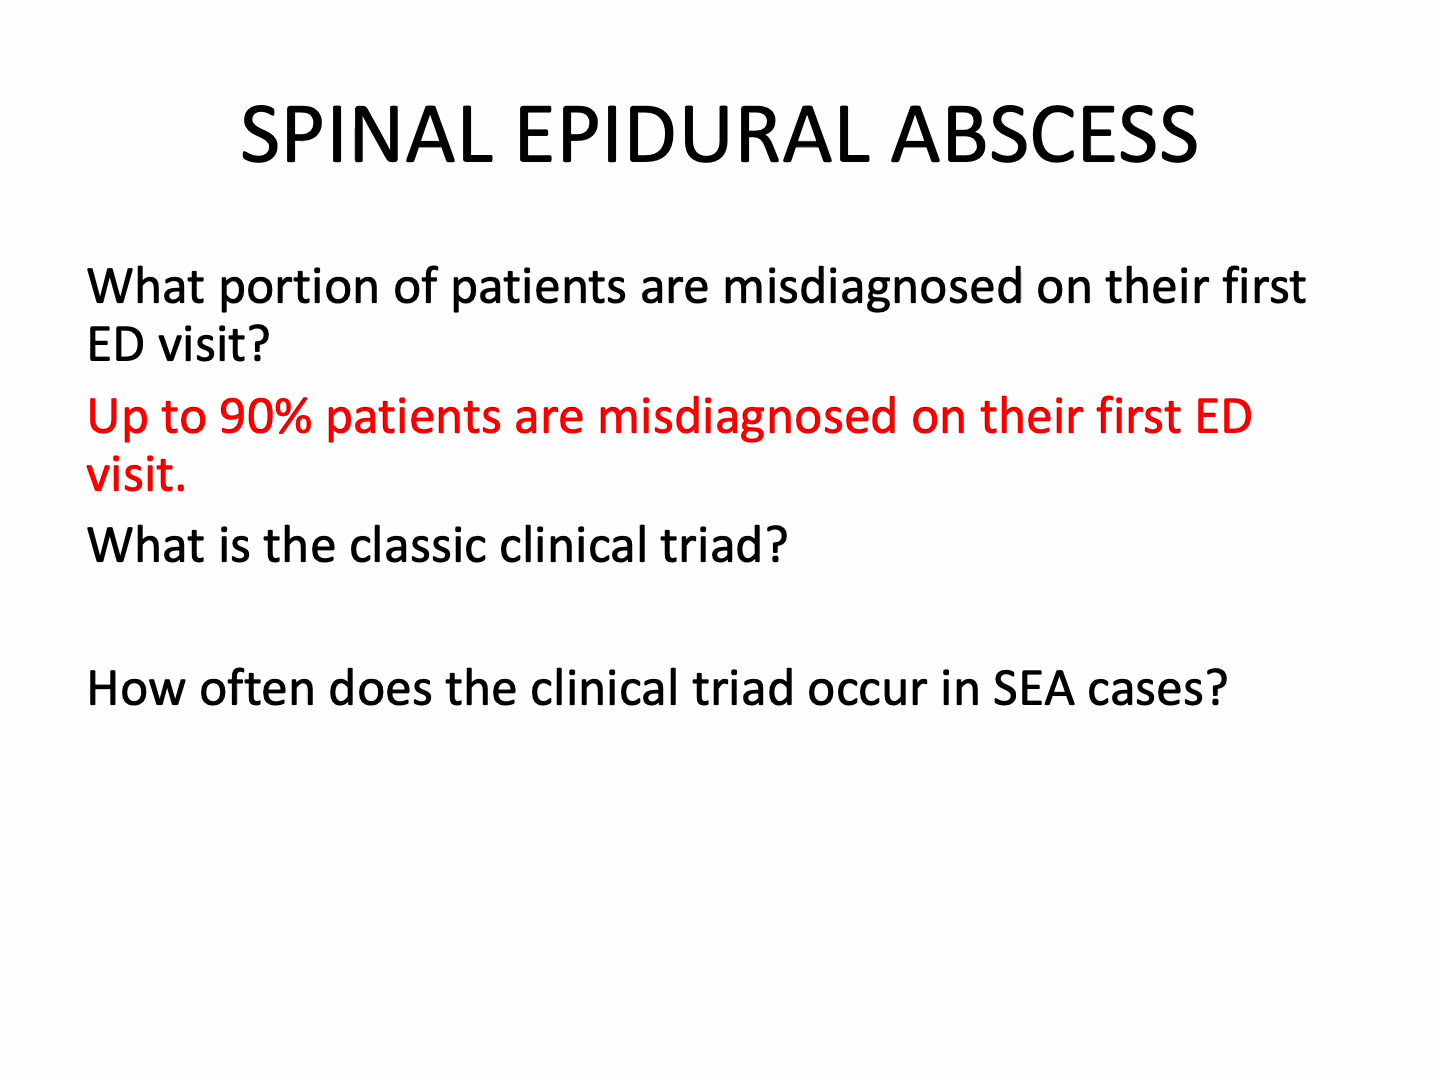 SPINAL EPIDURAL ABSCESS
What portion of patients are misdiagnosed on their first
ED visit?
Up to 90% patients are misdiagnosed on their first ED
visit.
What is the classic clinical triad?
How often does the clinical triad occur in SEA cases?